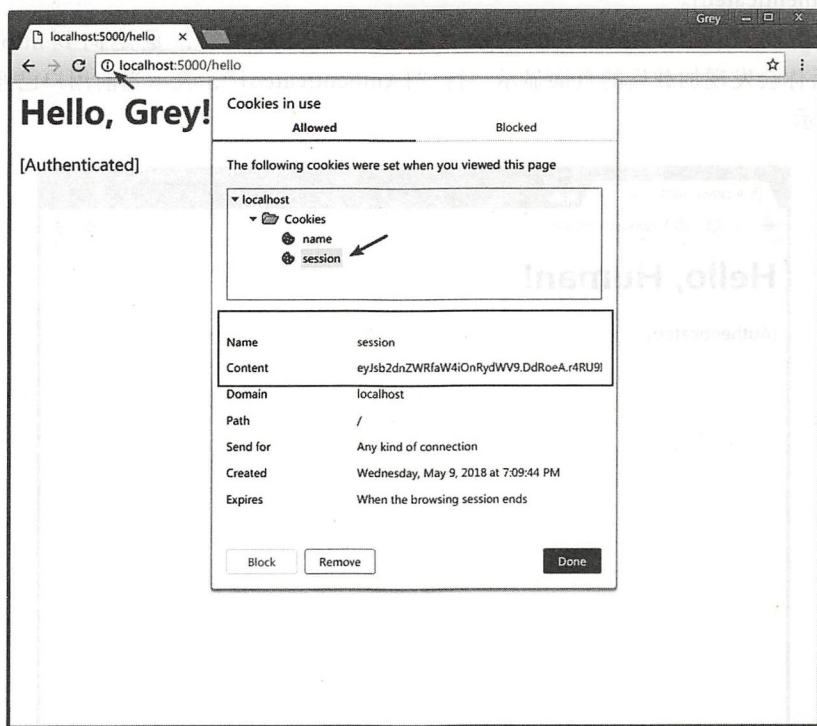 Grey
localhost:5000/hello
localhost:5000/hello
Hello, Grey!
[Authenticated]
Cookies in use
Allowed
Blocked
The following cookies were set when you viewed this page
localhost
Cookies
name
session
Name session
Content eyJsb2dnZWRfaW4iOnRydWV9.DdRoeA.r4RU9I
Domain localhost
Path /
Send for Any kind of connection
Created Wednesday, May 9, 2018 at 7:09:44 PM
Expires When the browsing session ends
Block Remove Done
Hello, Human!